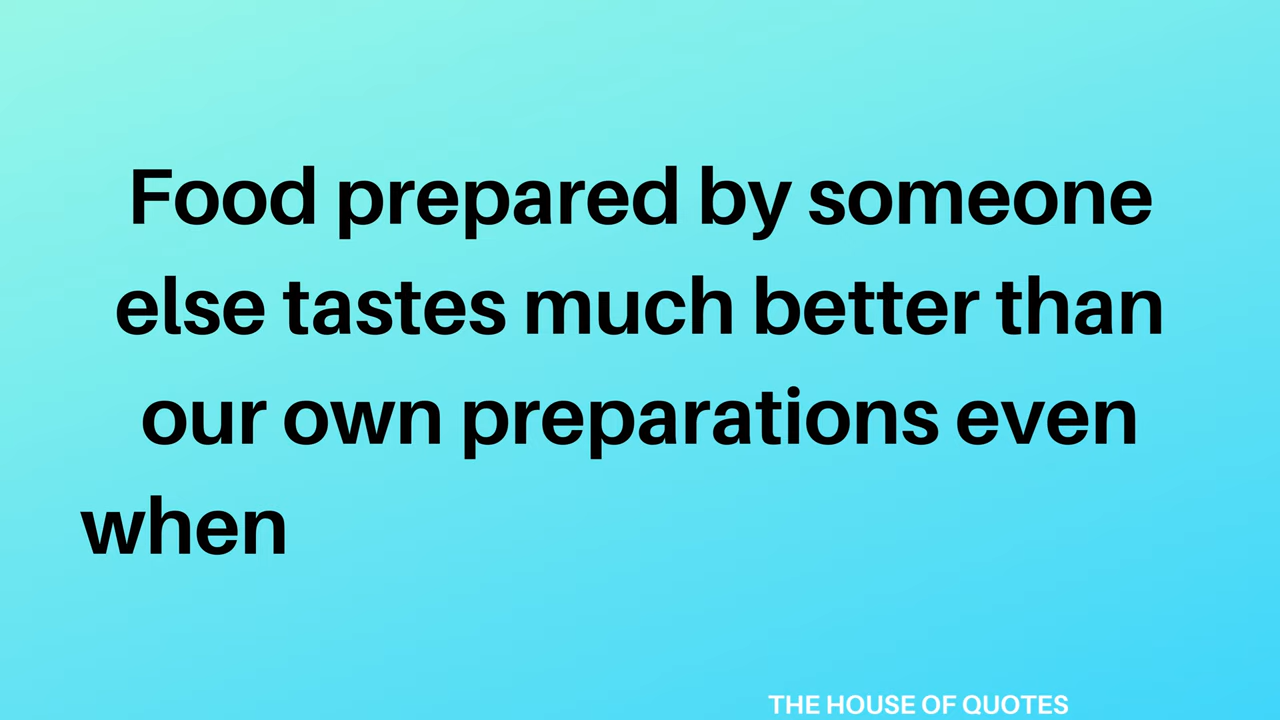 Food prepared by someone
else tastes much better than
our own preparations even
when
THE HOUSE OF QUOTES